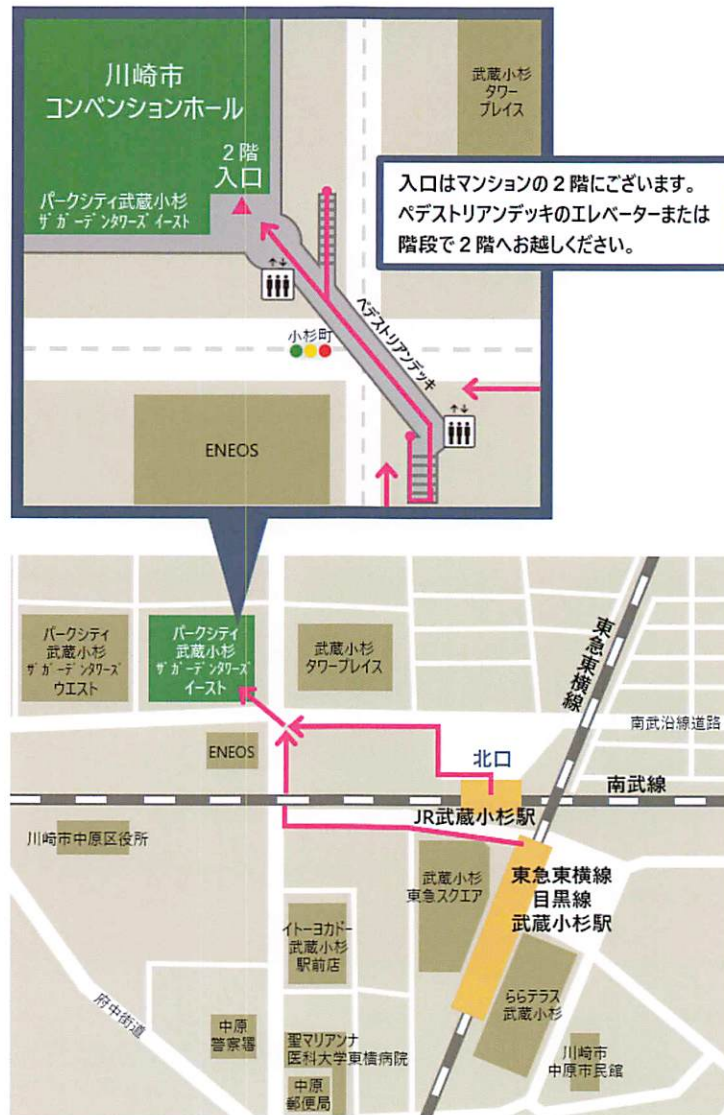 川崎市
コンベンションホール
2階
入口
パークシティ武蔵小杉
ザガーデンタワーズイースト
武蔵小杉
タワー
プレイス
入口はマンションの2階にございます。
ペデストリアンデッキのエレベーターまたは
階段で2階へお越しください。
小杉町
ペデストリアンデッキ
ENEOS
パークシティ
武蔵小杉
ザガーデンタワーズ
ウエスト
パークシティ
武蔵小杉
ザガーデンタワーズ
イースト
武蔵小杉
タワープレイス
東急東横線
南武沿線道路
ENEOS
北口
南武線
JR武蔵小杉駅
川崎市中原区役所
武蔵小杉
東急スクエア
東急東横線
目黒線
武蔵小杉駅
イトーヨカドー
武蔵小杉
駅前店
府中街道
中原
警察署
聖マリアンナ
医科大学東横病院
中原
郵便局
ららテラス
武蔵小杉
川崎市
中原市民館